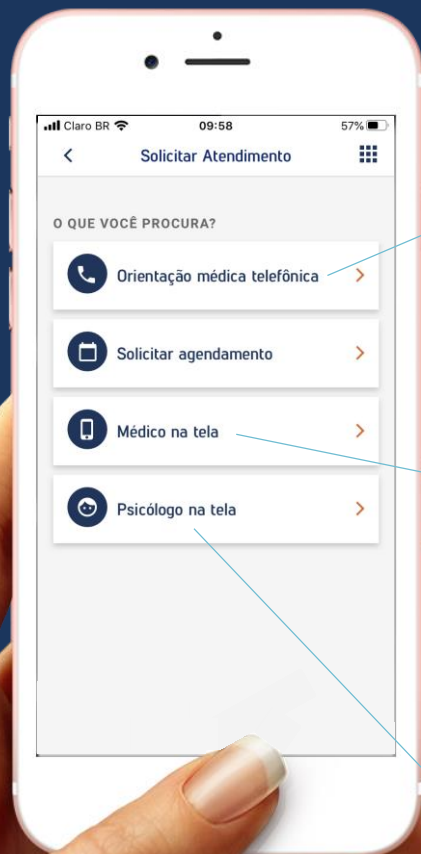 Claro BR 09:58 57%
Solicitar Atendimento
O QUE VOCÊ PROCURA?
Orientação médica telefônica
Solicitar agendamento
Médico na tela
Psicólogo na tela